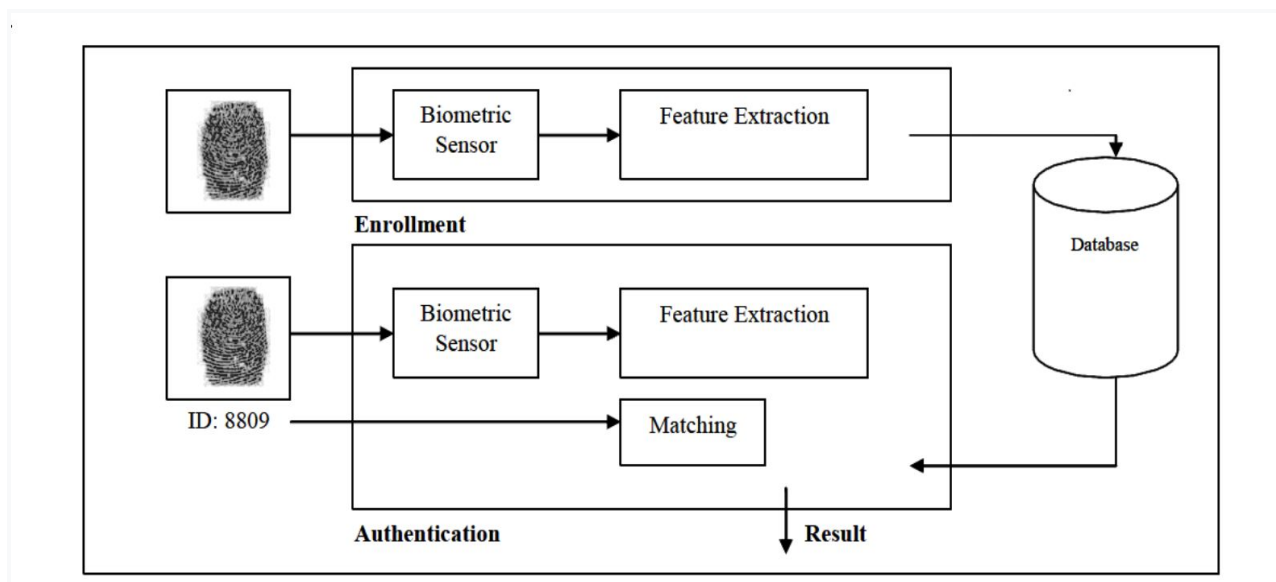 Biometric
Sensor
Feature Extraction
Enrollment
Database
Biometric
Sensor
Feature Extraction
ID: 8809
Matching
Authentication
Result